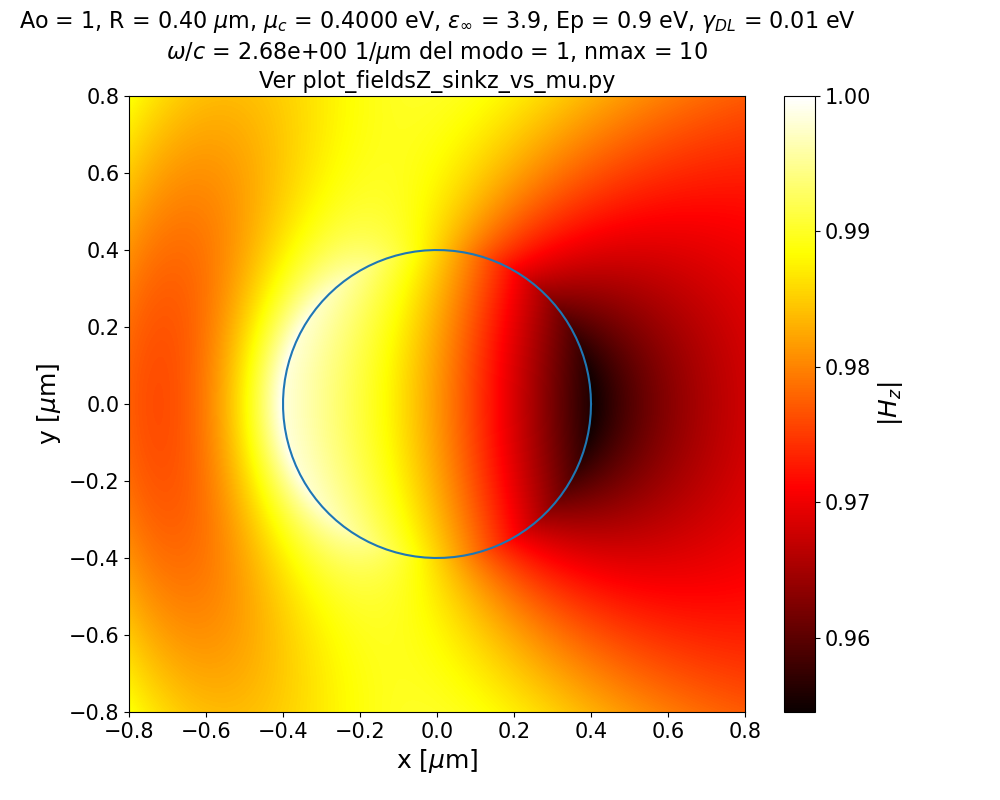 Ao = 1, R = 0.40 μm, μ_c = 0.4000 eV, ε_∞ = 3.9, Ep = 0.9 eV, γ_DL = 0.01 eV
ω/c = 2.68e+00 1/μm del modo = 1, nmax = 10
Ver plot_fieldsZ_sinkz_vs_mu.py
0.8
0.6
0.4
0.2
0.0
−0.2
−0.4
−0.6
−0.8
y [μm]
−0.8 −0.6 −0.4 −0.2 0.0 0.2 0.4 0.6 0.8
x [μm]
1.00
0.99
0.98
0.97
0.96
|H_z|